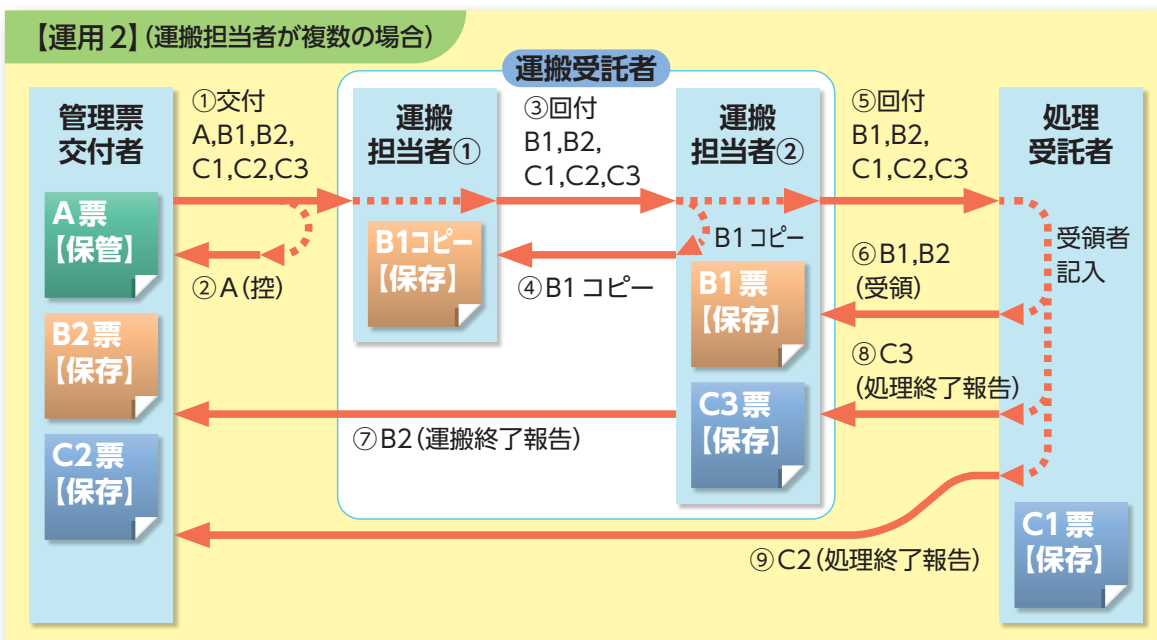 【運用2】(運搬担当者が複数の場合)
運搬受託者
管理票
交付者
①交付
A,B1,B2,
C1,C2,C3
運搬
担当者①
③回付
B1,B2,
C1,C2,C3
運搬
担当者②
⑤回付
B1,B2,
C1,C2,C3
処理
受託者
A票
【保管】
②A(控)
B1コピー
【保存】
④B1コピー
B1コピー
B1票
【保存】
⑥B1,B2
(受領)
受領者
記入
B2票
【保存】
⑧C3
(処理終了報告)
C3票
【保存】
⑦B2(運搬終了報告)
C2票
【保存】
⑨C2(処理終了報告)
C1票
【保存】